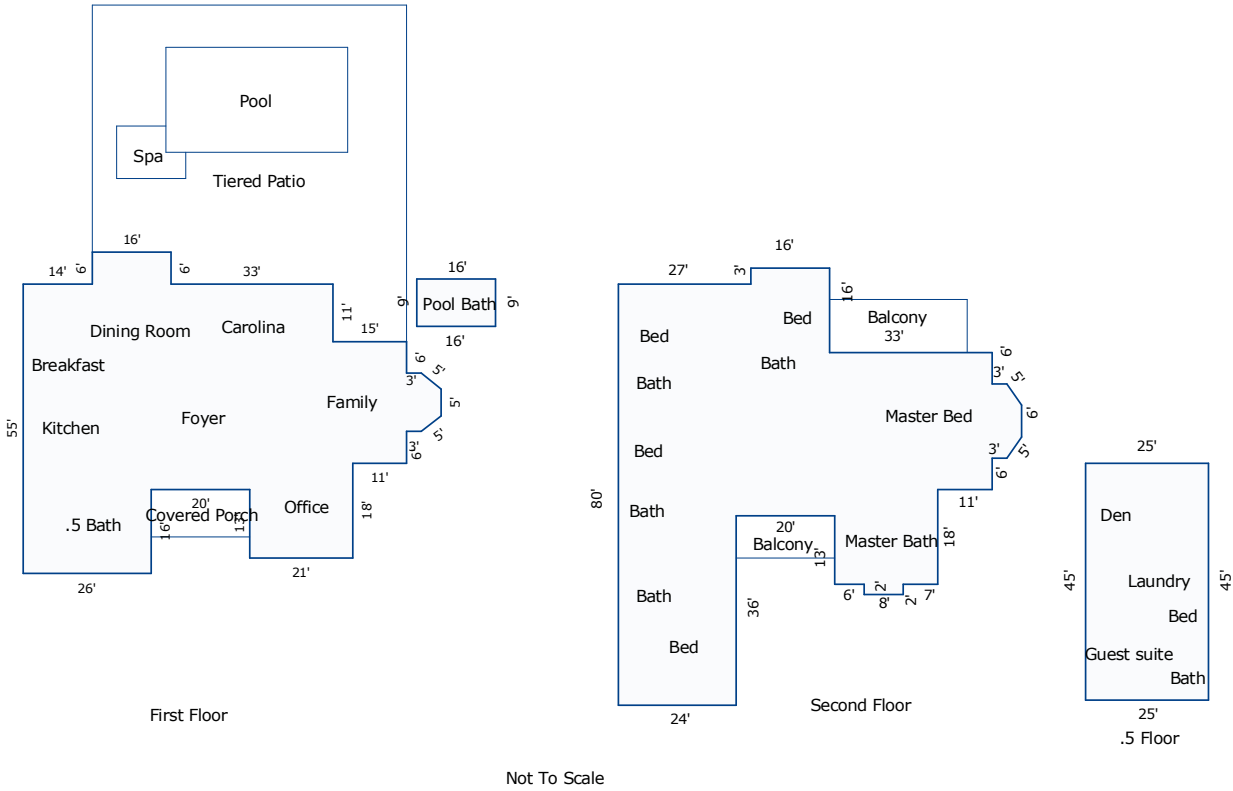 Pool
Spa
Tiered Patio
16'
14'
6'
6'
33'
11'
15'
Dining Room
Carolina
Breakfast
55'
Kitchen
Foyer
Family
6'
3'
5'
5'
5'
3'
6'
11'
20'
Covered Porch
16'
13'
Office
18'
.5 Bath
26'
21'
16'
9'
Pool Bath
9'
16'
First Floor
16'
27'
3'
16'
Bed
Bed
Balcony
33'
Bath
Bath
6'
3'
5'
Master Bed
6'
Bed
3'
5'
6'
11'
80'
Bath
20'
Balcony
13'
Master Bath
18'
Bath
36'
6'
2'
8'
2'
7'
Bed
24'
Second Floor
25'
Den
45'
Laundry
45'
Bed
Guest suite
Bath
25'
.5 Floor
Not To Scale